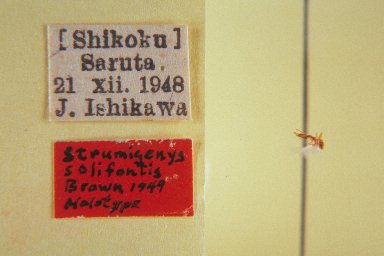 [Shikoku]
Saruta.
21 xii. 1948
J. Ishikawa
Strumigenys
solifontis
Brown 1949
Holotype